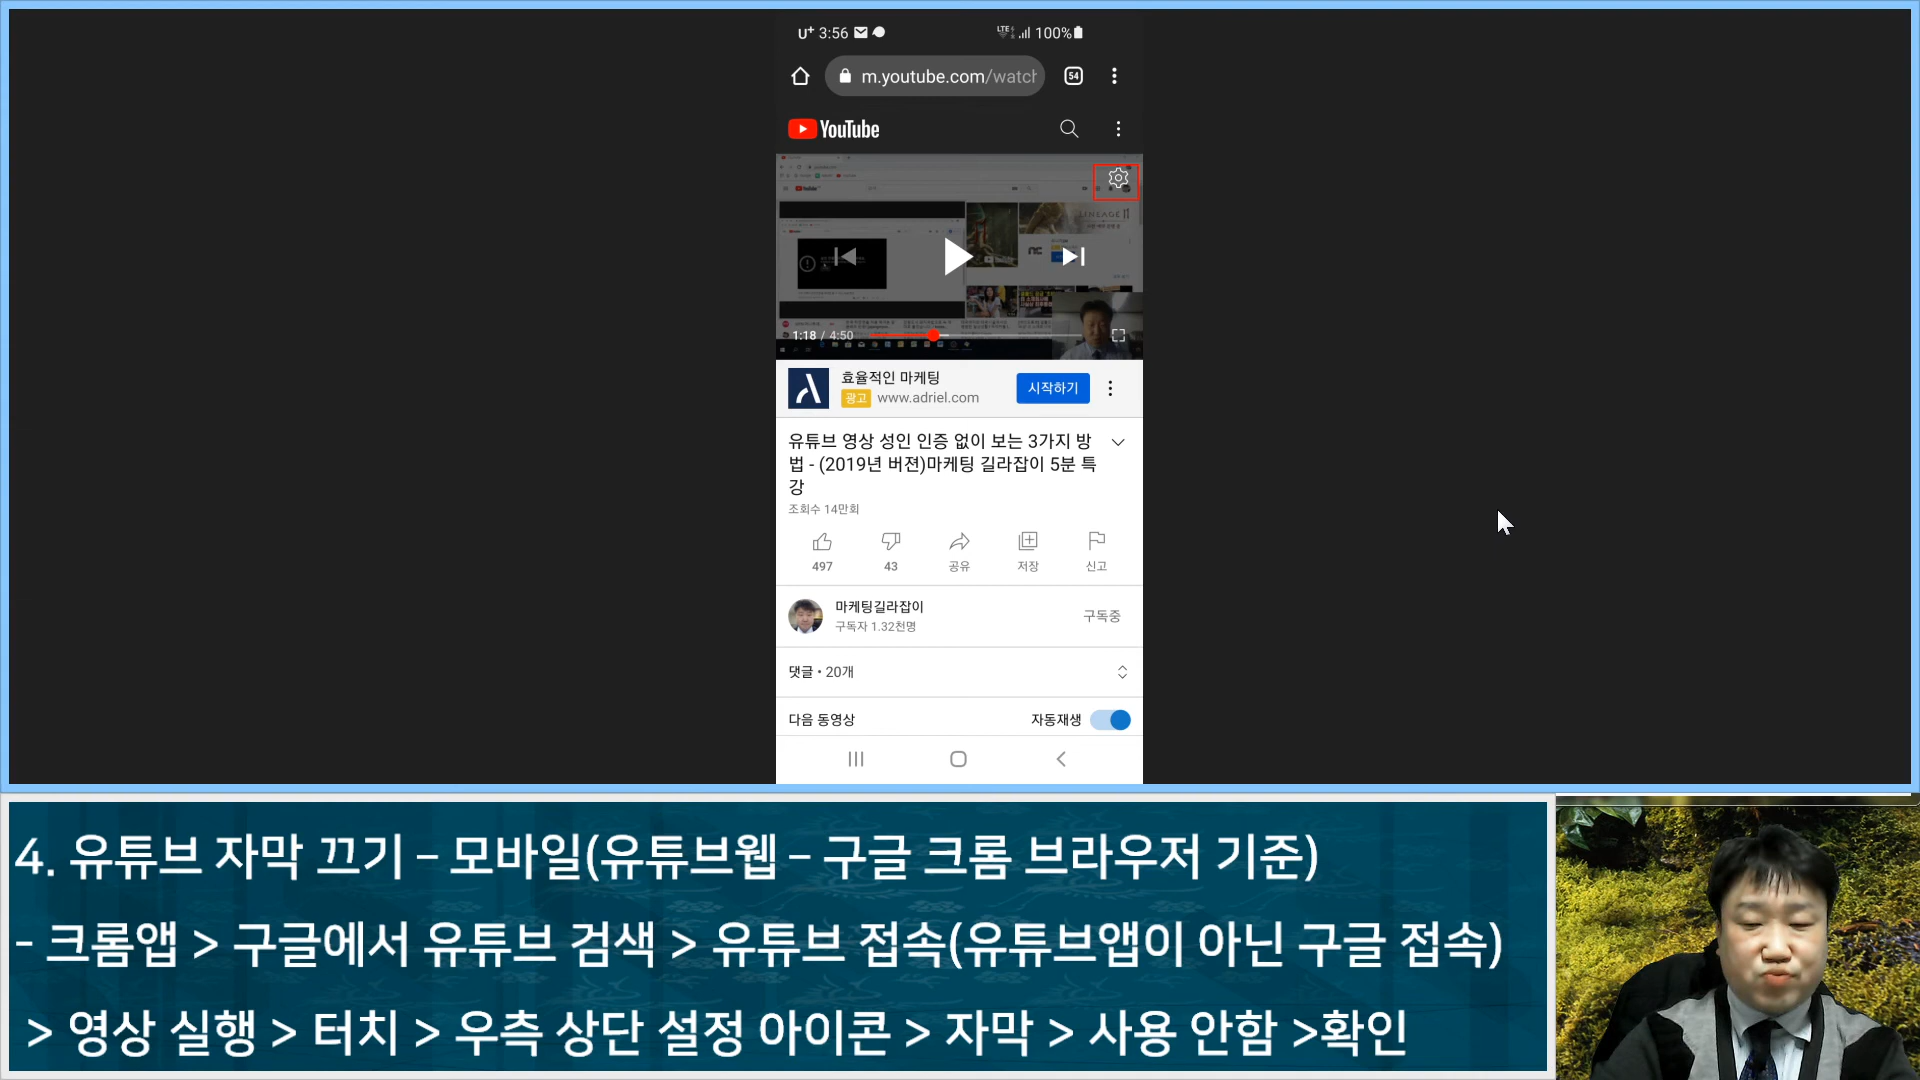 U+ 3:56 LTE 100%
m.youtube.com/watch
54
YouTube
LINEAGE
1:18 / 4:50
효율적인 마케팅
광고 www.adriel.com
시작하기
유튜브 영상 성인 인증 없이 보는 3가지 방
법 - (2019년 버젼)마케팅 길라잡이 5분 특
강
조회수 14만회
497 43 공유 저장 신고
마케팅길라잡이
구독자 1.32천명
구독중
댓글 • 20개
다음 동영상 자동재생
4. 유튜브 자막 끄기 – 모바일(유튜브웹 – 구글 크롬 브라우저 기준)
- 크롬앱 > 구글에서 유튜브 검색 > 유튜브 접속(유튜브앱이 아닌 구글 접속)
> 영상 실행 > 터치 > 우측 상단 설정 아이콘 > 자막 > 사용 안함 >확인